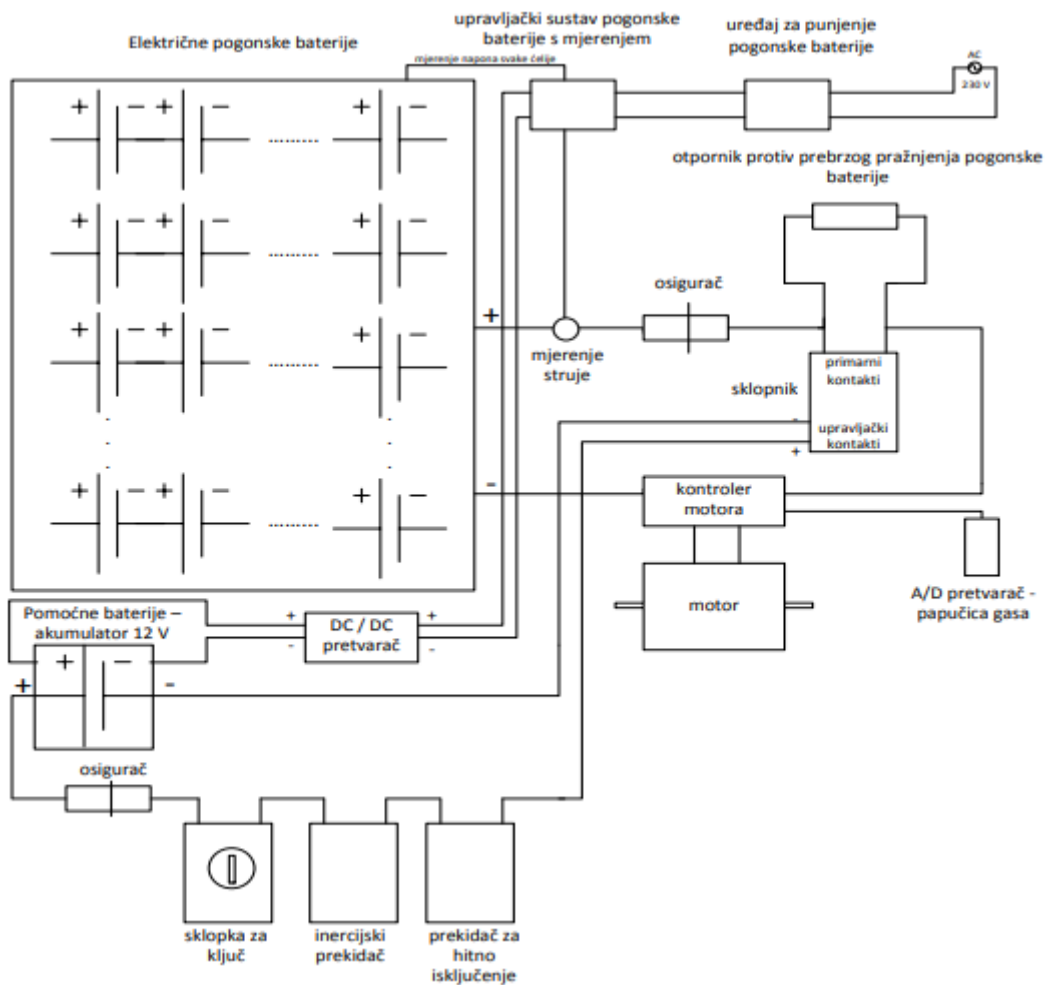 Električne pogonske baterije
upravljački sustav pogonske
baterije s mjerenjem
uređaj za punjenje
pogonske baterije
mjerenje napona svake ćelije
AC
230 V
otpornik protiv prebrzog pražnjenja pogonske
baterije
+ − + − + −
+ − + − + −
+ − + − + −
+ − + − + −
+
osigurač
mjerenje
struje
sklopnik
primarni
kontakti
-
upravljački
kontakti
+
-
kontroler
motora
motor
A/D pretvarač -
papučica gasa
Pomoćne baterije –
akumulator 12 V
+ +
DC / DC
pretvarač
- -
+ −
+ -
osigurač
sklopka za
ključ
inercijski
prekidač
prekidač za
hitno
isključenje